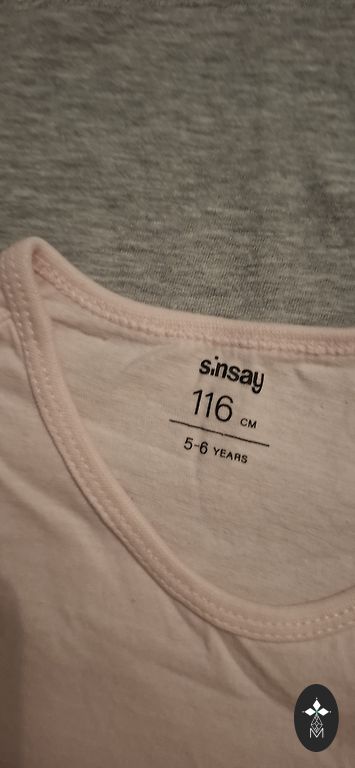 sinsay
116 CM
5-6 YEARS
M